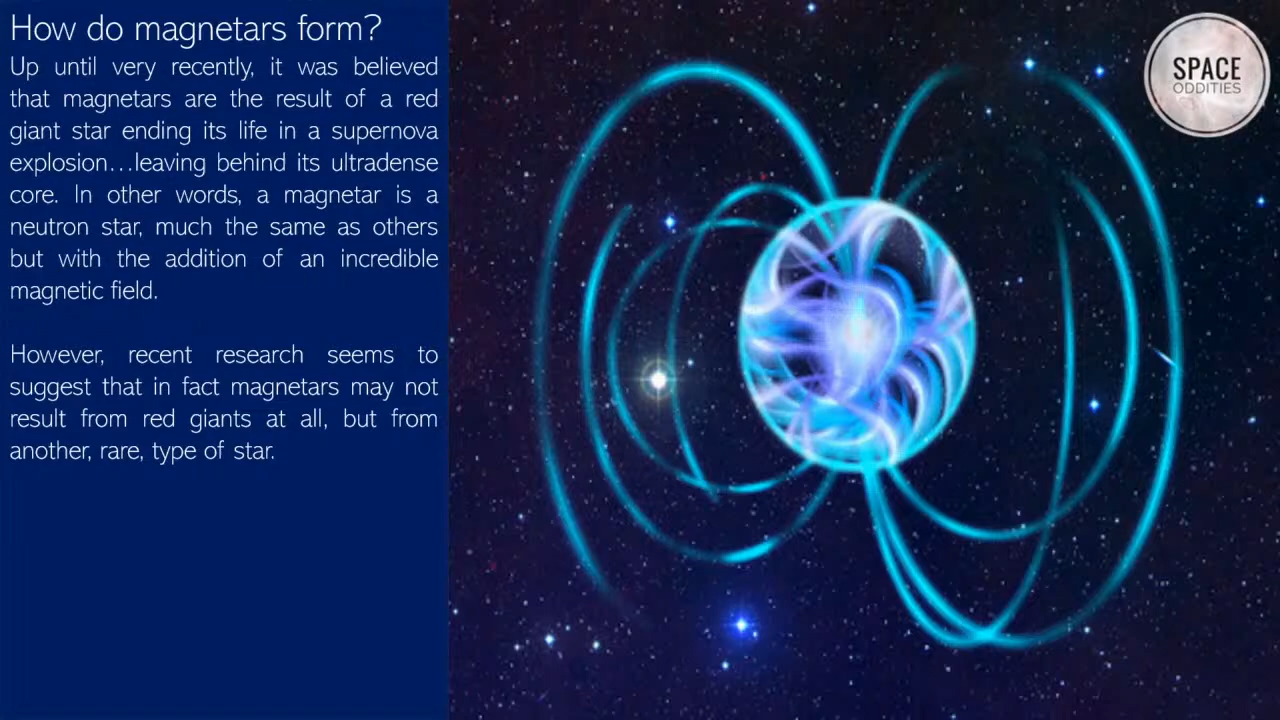 How do magnetars form?
Up until very recently, it was believed
that magnetars are the result of a red
giant star ending its life in a supernova
explosion...leaving behind its ultradense
core. In other words, a magnetar is a
neutron star, much the same as others
but with the addition of an incredible
magnetic field.
However, recent research seems to
suggest that in fact magnetars may not
result from red giants at all, but from
another, rare, type of star.
SPACE
ODDITIES